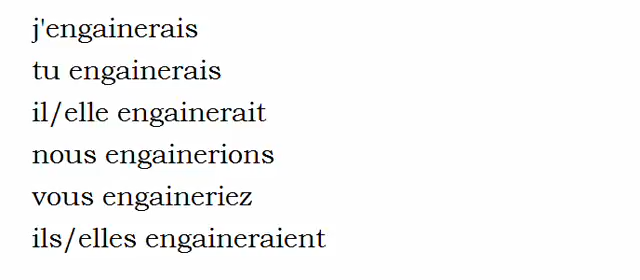 j'engainerais
tu engainerais
il/elle engainerait
nous engainerions
vous engaineriez
ils/elles engaineraient